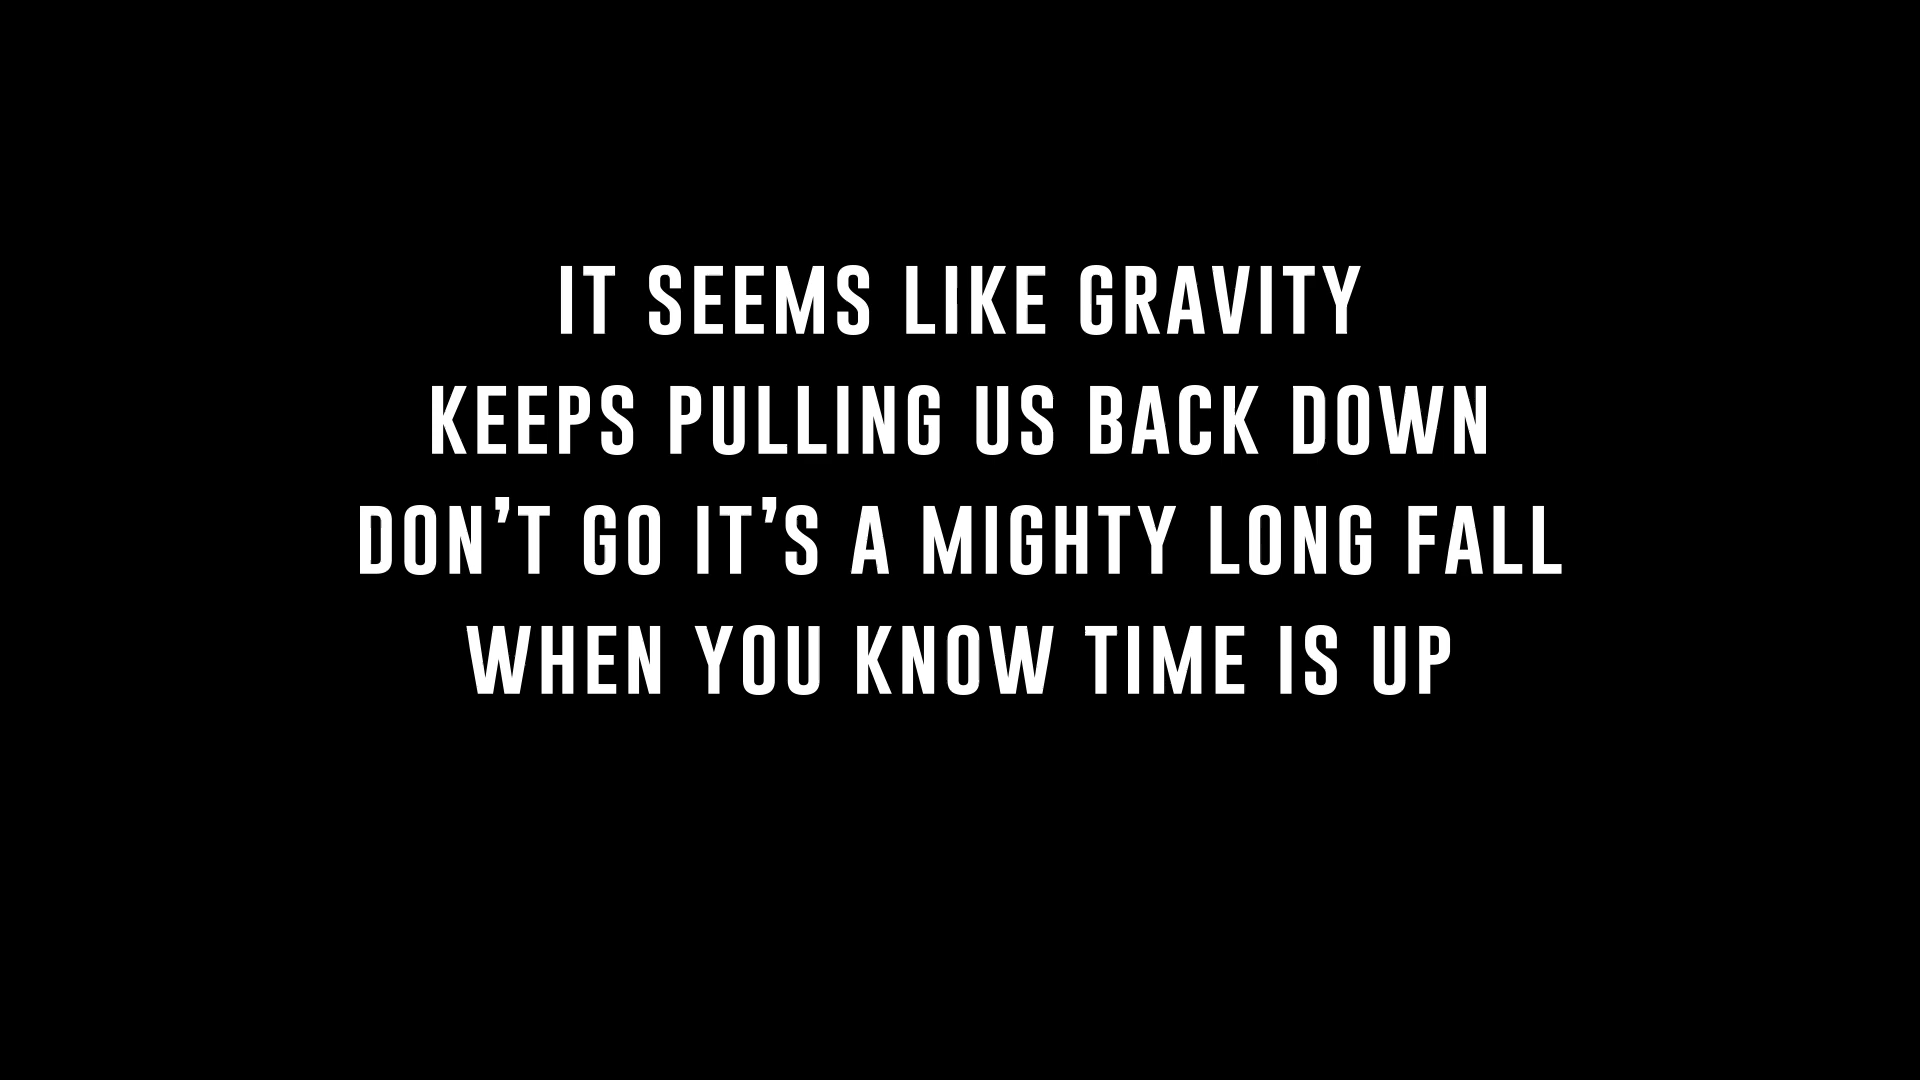 IT SEEMS LIKE GRAVITY
KEEPS PULLING US BACK DOWN
DON’T GO IT’S A MIGHTY LONG FALL
WHEN YOU KNOW TIME IS UP